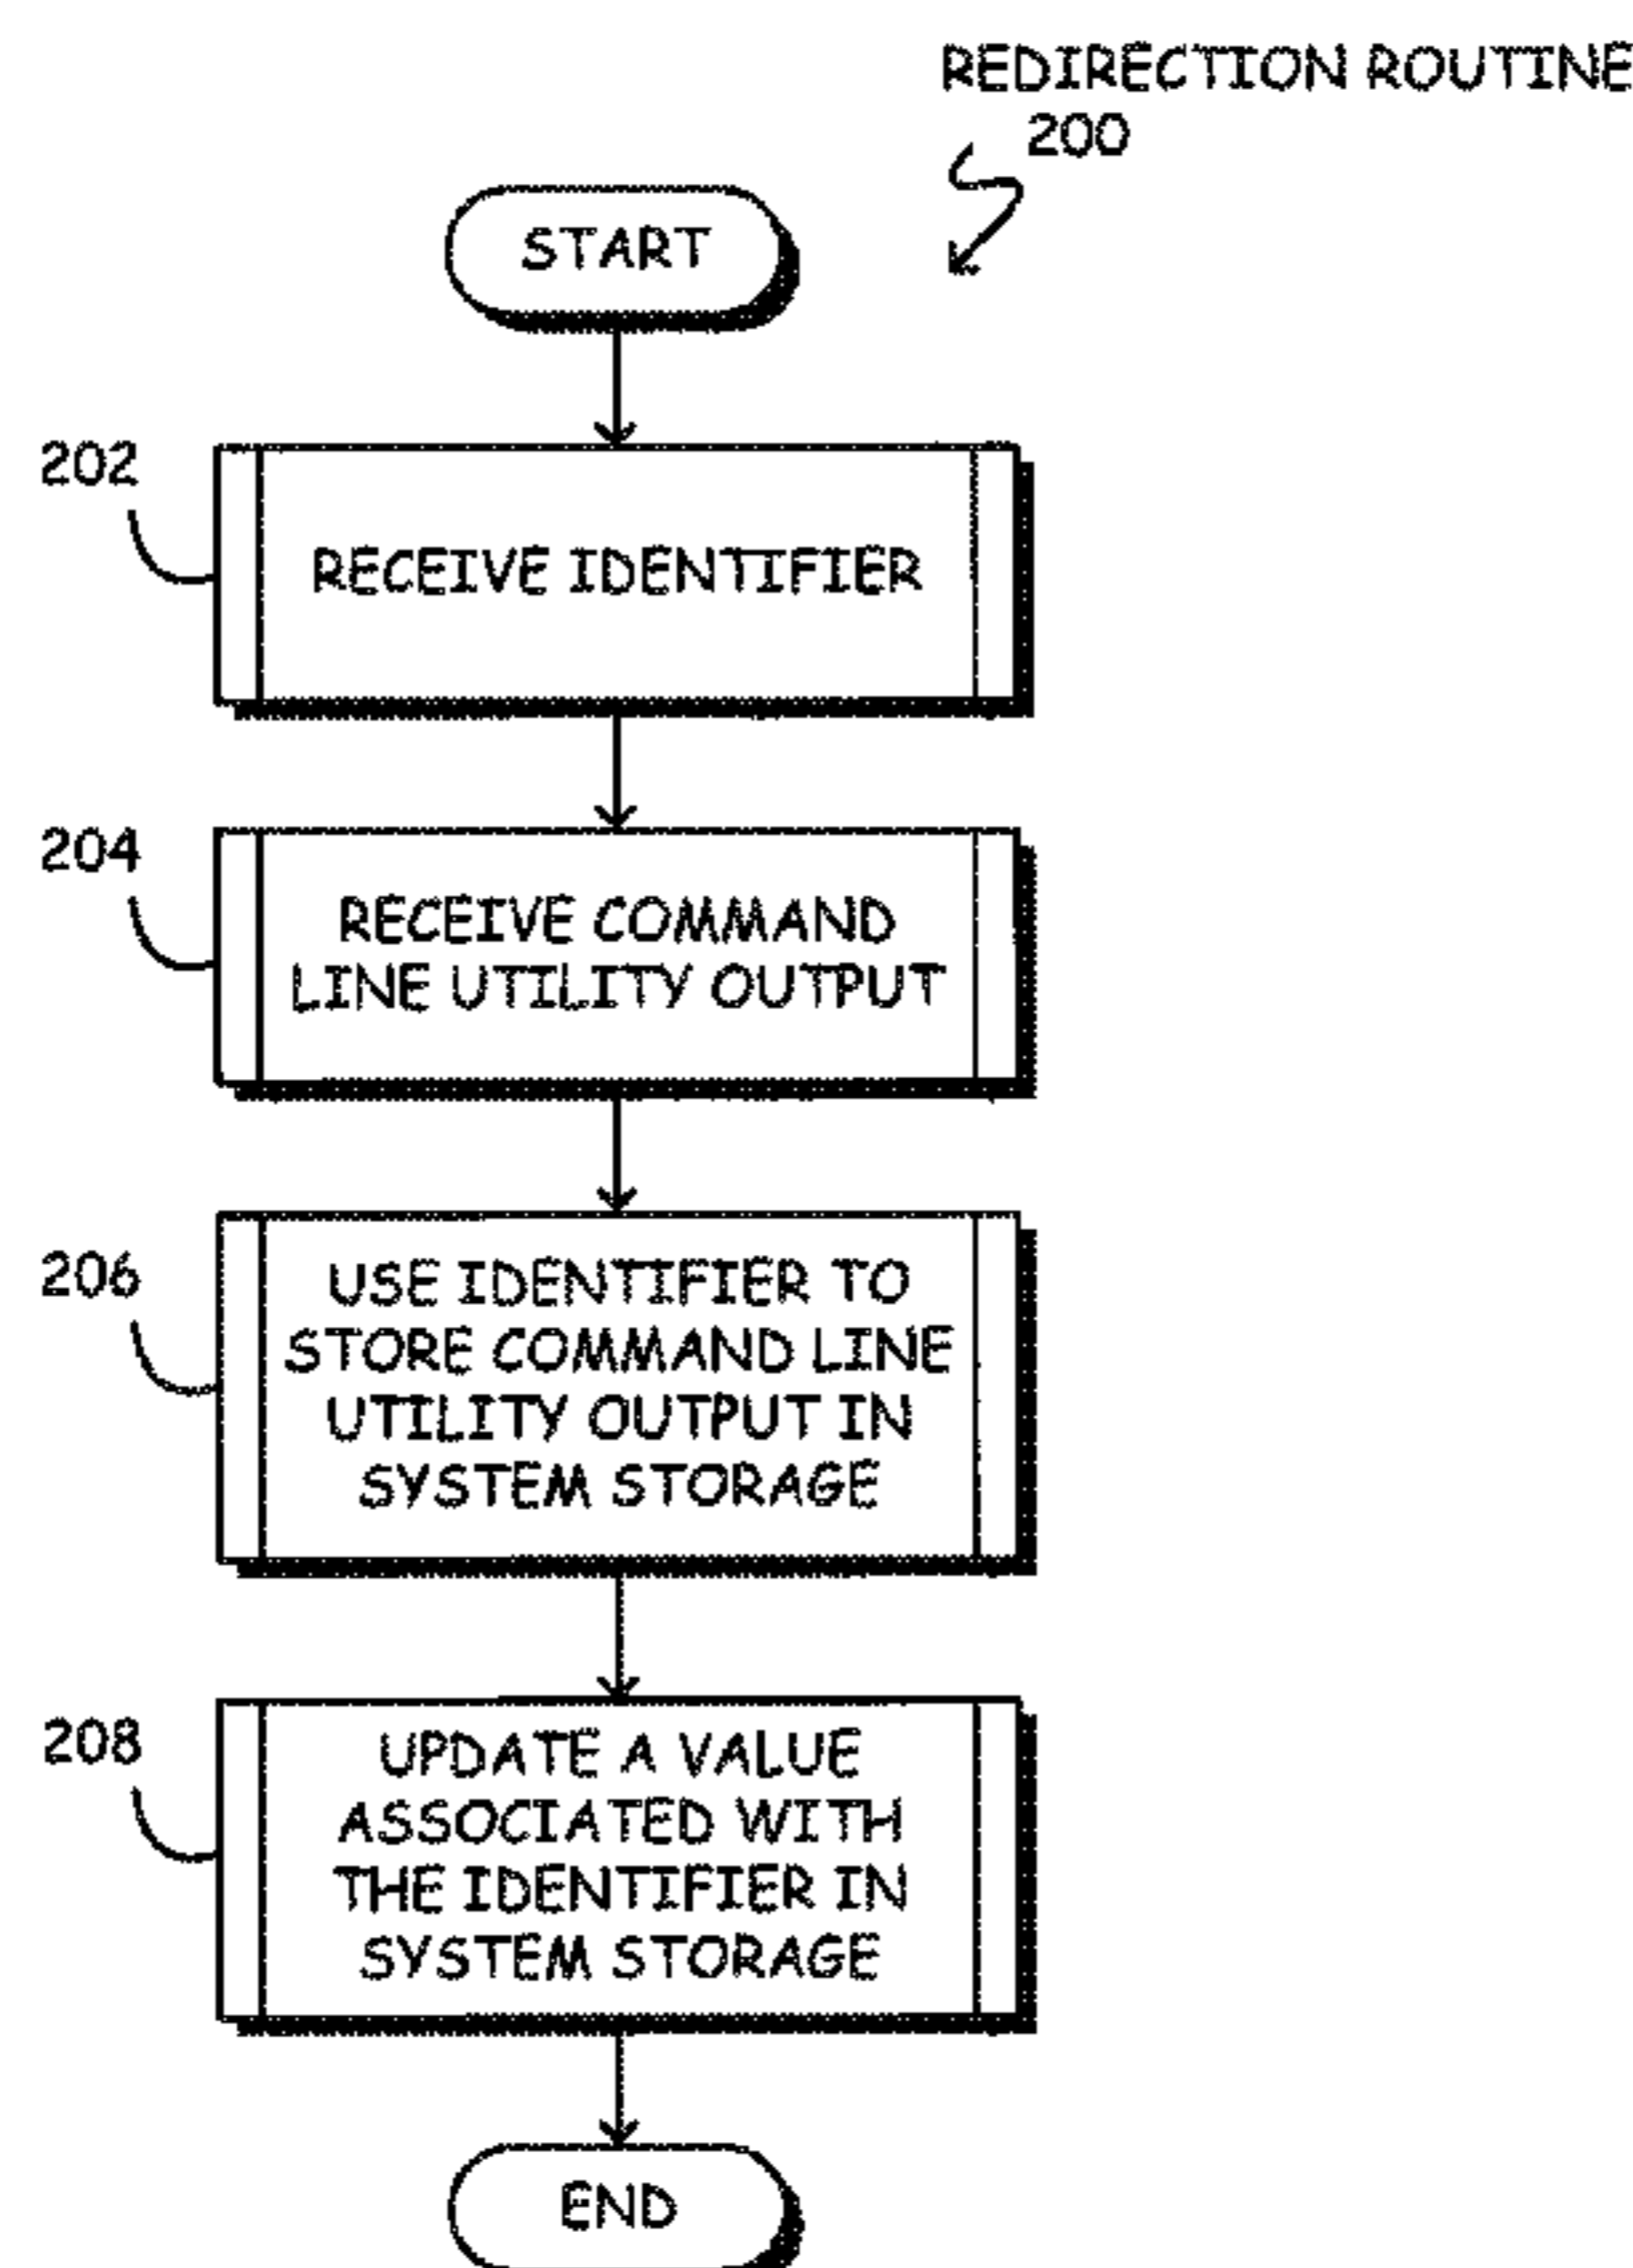 REDIRECTION ROUTINE
200
START
202
RECEIVE IDENTIFIER
204
RECEIVE COMMAND
LINE UTILITY OUTPUT
206
USE IDENTIFIER TO
STORE COMMAND LINE
UTILITY OUTPUT IN
SYSTEM STORAGE
208
UPDATE A VALUE
ASSOCIATED WITH
THE IDENTIFIER IN
SYSTEM STORAGE
END